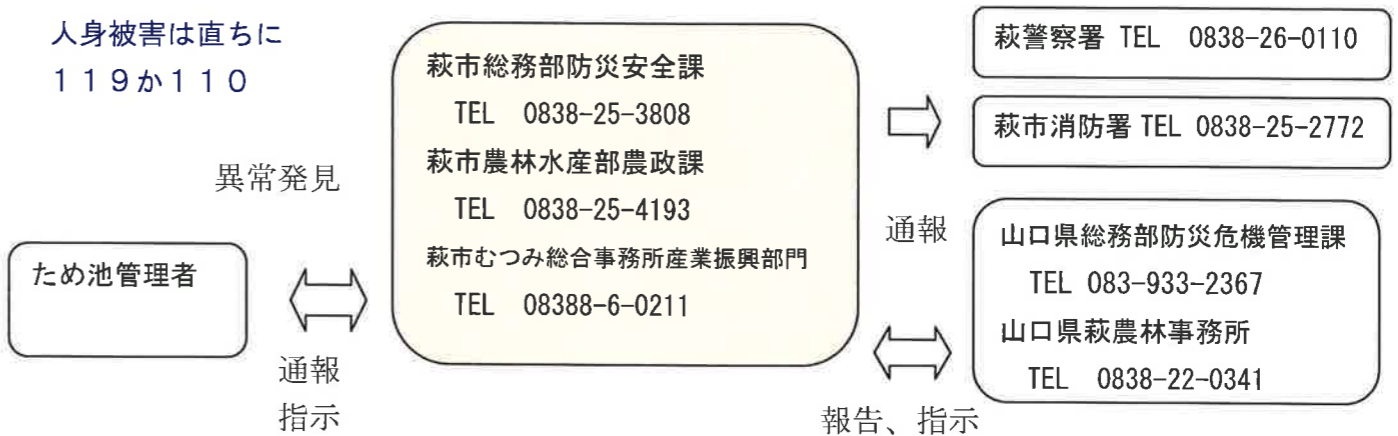 人身被害は直ちに
１１９か１１０
異常発見
ため池管理者
通報
指示
萩市総務部防災安全課
TEL 0838-25-3808
萩市農林水産部農政課
TEL 0838-25-4193
萩市むつみ総合事務所産業振興部門
TEL 08388-6-0211
通報
報告、指示
萩警察署 TEL 0838-26-0110
萩市消防署 TEL 0838-25-2772
山口県総務部防災危機管理課
TEL 083-933-2367
山口県萩農林事務所
TEL 0838-22-0341